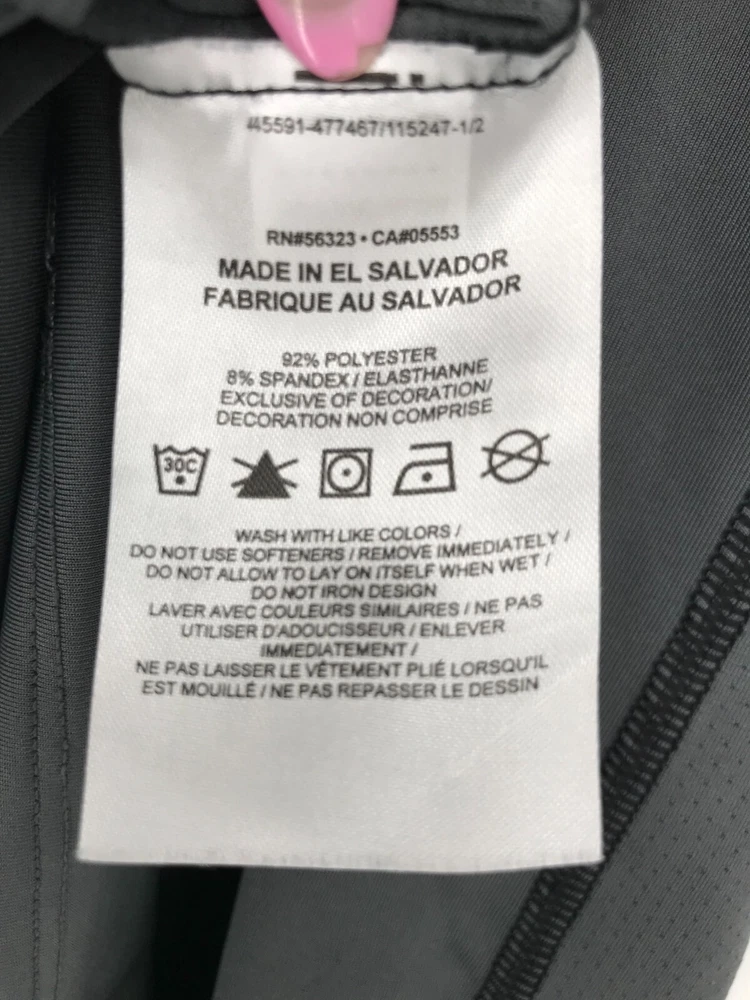 45591-477467/115247-1/2
RN#56323 • CA#05553
MADE IN EL SALVADOR
FABRIQUE AU SALVADOR
92% POLYESTER
8% SPANDEX / ELASTHANNE
EXCLUSIVE OF DECORATION/
DECORATION NON COMPRISE
30C
WASH WITH LIKE COLORS /
DO NOT USE SOFTENERS / REMOVE IMMEDIATELY /
DO NOT ALLOW TO LAY ON ITSELF WHEN WET /
DO NOT IRON DESIGN
LAVER AVEC COULEURS SIMILAIRES / NE PAS
UTILISER D'ADOUCISSEUR / ENLEVER
IMMÉDIATEMENT /
NE PAS LAISSER LE VÊTEMENT PLIÉ LORSQU'IL
EST MOUILLÉ / NE PAS REPASSER LE DESSIN